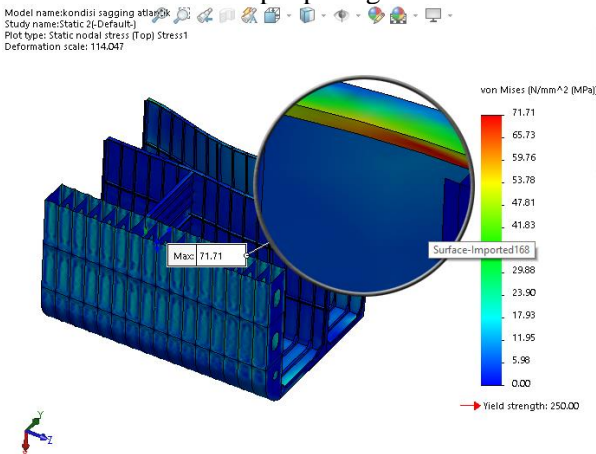 Model name:kondisi sagging atlantik
Study name:Static 2(-Default-)
Plot type: Static nodal stress (Top) Stress1
Deformation scale: 114.047
von Mises (N/mm^2 (MPa)
71.71
65.73
59.76
53.78
47.81
41.83
Surface-Imported168
29.88
23.90
17.93
11.95
5.98
0.00
Yield strength: 250.00
Max: 71.71
Y
Z